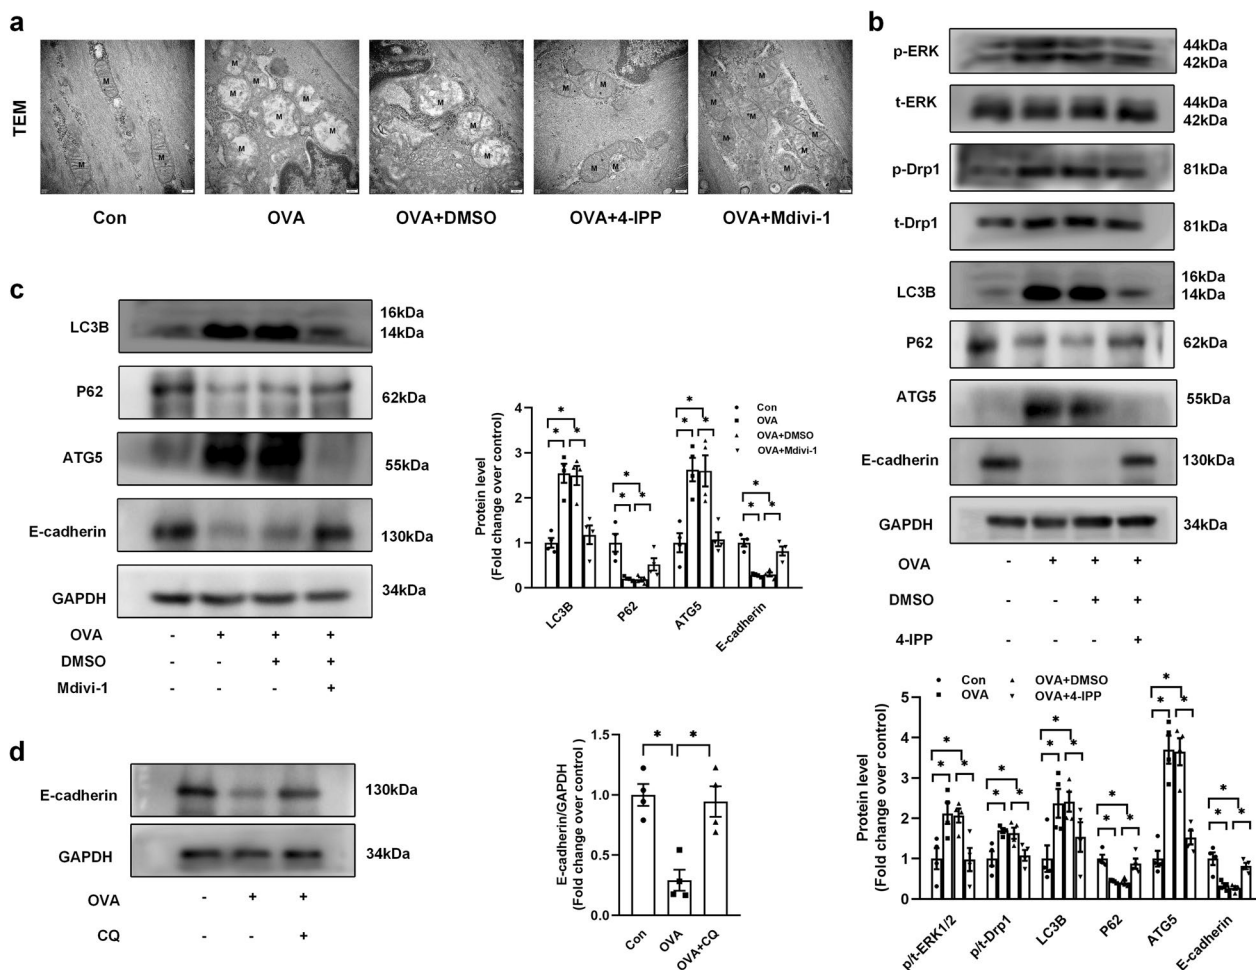 a
TEM
M M M
M M M M M M
M M M
M M M M
M M M M M M M
Con
OVA
OVA+DMSO
OVA+4-IPP
OVA+Mdivi-1
b
p-ERK
44kDa
42kDa
t-ERK
44kDa
42kDa
p-Drp1
81kDa
t-Drp1
81kDa
LC3B
16kDa
14kDa
P62
62kDa
ATG5
55kDa
E-cadherin
130kDa
GAPDH
34kDa
OVA - + + +
DMSO - - + +
4-IPP - - - +
Protein level
(Fold change over control)
5
4
3
2
1
0
Con
OVA
OVA+DMSO
OVA+4-IPP
* * *
* * *
* * *
* * *
* * *
* * *
p/t-ERK1/2
p/t-Drp1
LC3B
P62
ATG5
E-cadherin
c
LC3B
16kDa
14kDa
P62
62kDa
ATG5
55kDa
E-cadherin
130kDa
GAPDH
34kDa
OVA - + + +
DMSO - - + +
Mdivi-1 - - - +
Protein level
(Fold change over control)
4
3
2
1
0
Con
OVA
OVA+DMSO
OVA+Mdivi-1
* * *
* * *
* * *
* * *
LC3B
P62
ATG5
E-cadherin
d
E-cadherin
130kDa
GAPDH
34kDa
OVA - + +
CQ - - +
E-cadherin/GAPDH
(Fold change over control )
1.5
1.0
0.5
0.0
* *
Con
OVA
OVA+CQ